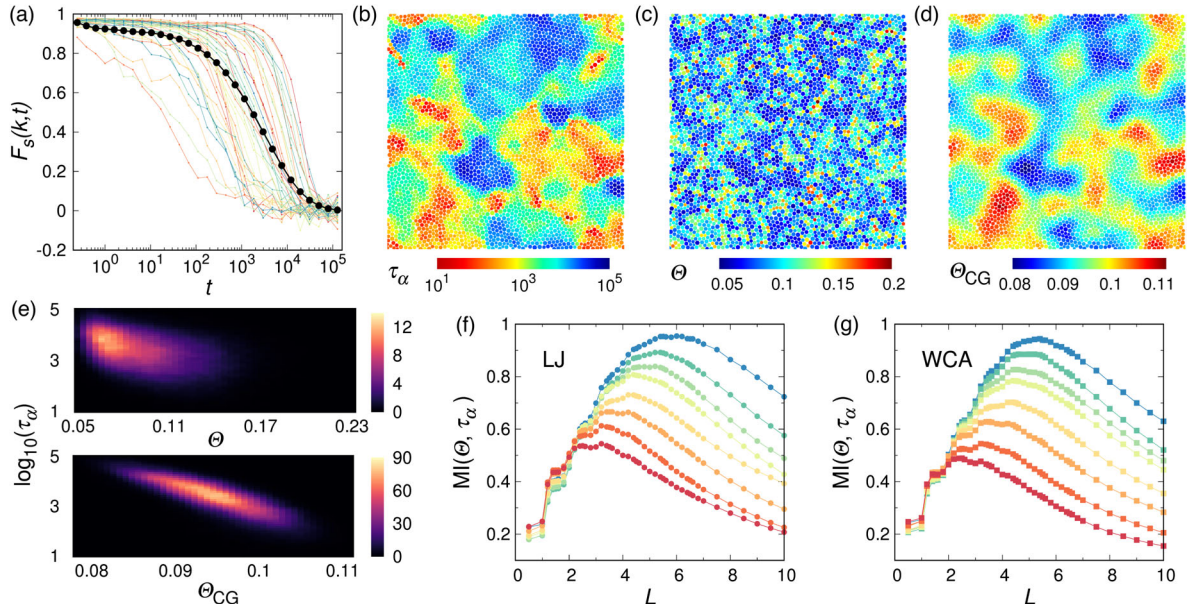 (a)
1
0.8
0.6
0.4
0.2
0
-0.2
F_s(k,t)
10^0 10^1 10^2 10^3 10^4 10^5
t
(b)
τ_α
10^1 10^3 10^5
(c)
Θ
0.05 0.1 0.15 0.2
(d)
Θ_CG
0.08 0.09 0.1 0.11
(e)
log_10(τ_α)
5
3
1
0.05 0.11 0.17 0.23
Θ
12
8
4
0
5
3
1
0.08 0.09 0.1 0.11
Θ_CG
90
60
30
0
(f)
LJ
MI(Θ, τ_α)
1
0.8
0.6
0.4
0.2
0 2 4 6 8 10
L
(g)
WCA
MI(Θ, τ_α)
1
0.8
0.6
0.4
0.2
0 2 4 6 8 10
L